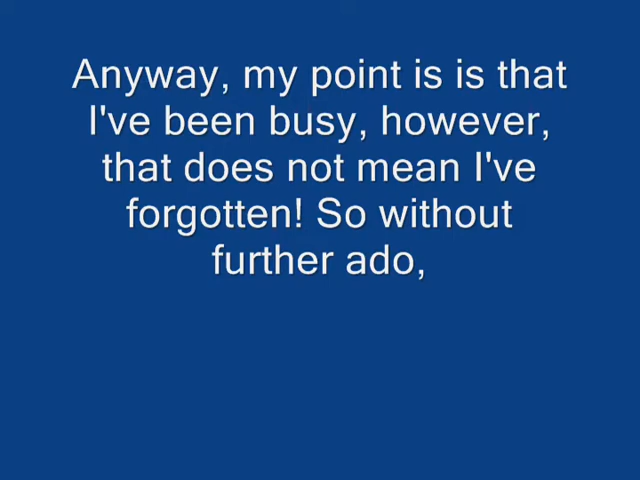 Anyway, my point is is that
I've been busy, however,
that does not mean I've
forgotten! So without
further ado,